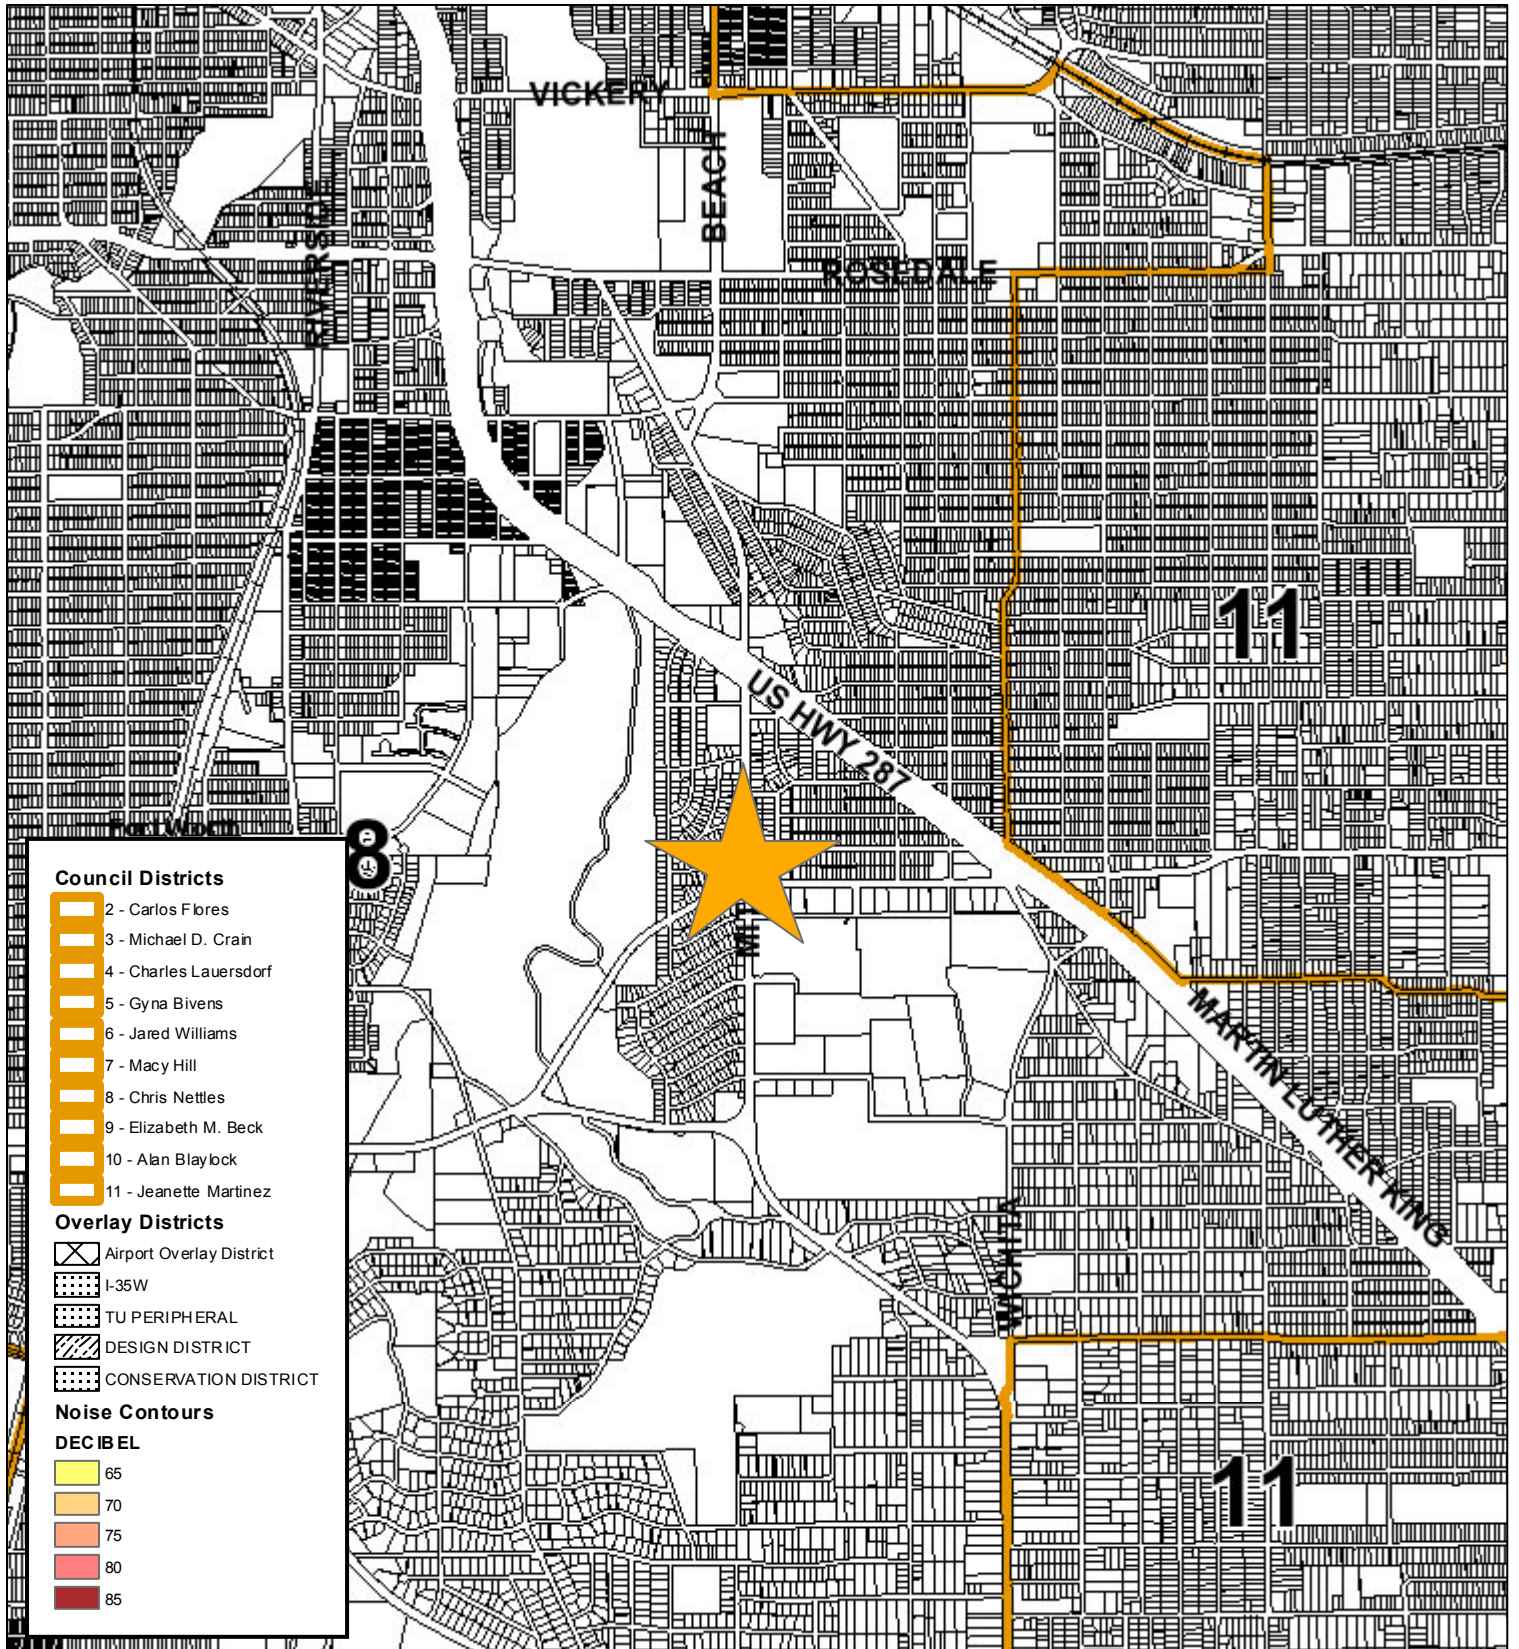 VICKERY
BEACH
RIVERSIDE
ROSEDALE
11
US HWY 287
Fort Worth
8
MARTIN LUTHER KING
WICHITA
11
Council Districts
2 - Carlos Flores
3 - Michael D. Crain
4 - Charles Lauersdorf
5 - Gyna Bivens
6 - Jared Williams
7 - Macy Hill
8 - Chris Nettles
9 - Elizabeth M. Beck
10 - Alan Blaylock
11 - Jeanette Martinez
Overlay Districts
Airport Overlay District
I-35W
TU PERIPHERAL
DESIGN DISTRICT
CONSERVATION DISTRICT
Noise Contours
DECIBEL
65
70
75
80
85